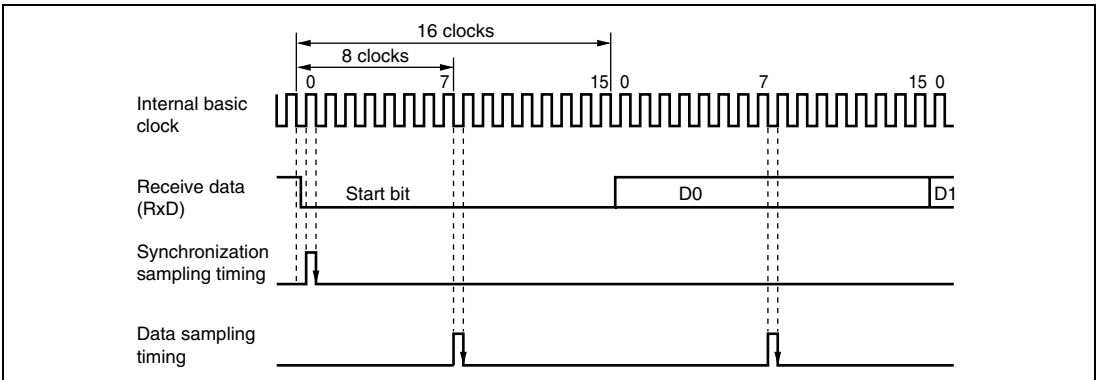 16 clocks
8 clocks
0 7 15 0 7 15 0
Internal basic
clock
Receive data
(RxD)
Start bit D0 D1
Synchronization
sampling timing
Data sampling
timing